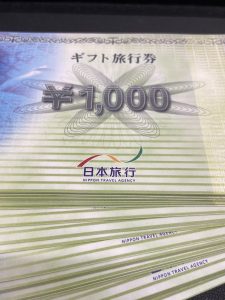 ギフト旅行券
¥1,000
日本旅行
NIPPON TRAVEL AGENCY
NIPPON TRAVEL AGENCY
NIPPON TRAVEL AGENCY